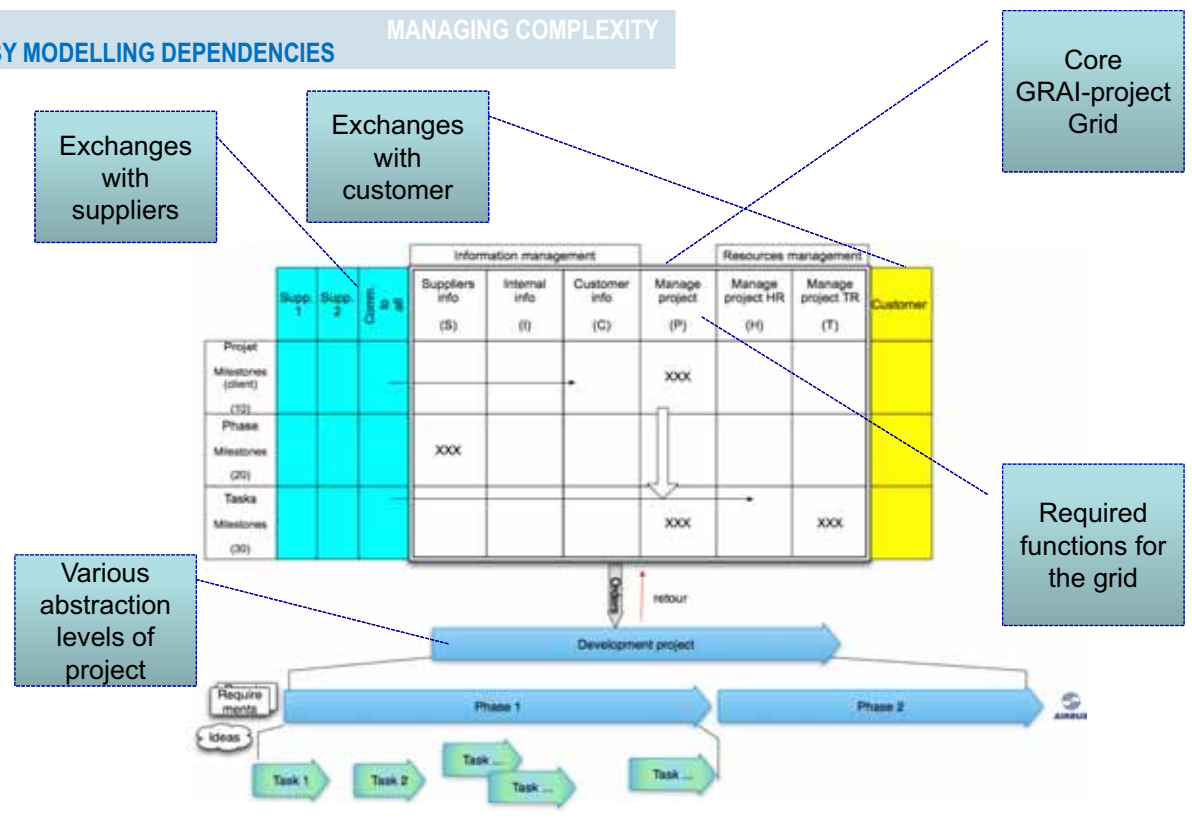 MANAGING COMPLEXITY
BY MODELLING DEPENDENCIES
Core
GRAI-project
Grid
Exchanges
with
customer
Exchanges
with
suppliers
Information management
Resources management
Supp.
1
Supp.
2
Comm.
to
all
Suppliers
info
(S)
Internal
info
(I)
Customer
info
(C)
Manage
project
(P)
Manage
project HR
(H)
Manage
project TR
(T)
Customer
Projet
Milestones
(client)
(10)
XXX
Phase
Milestones
(20)
XXX
Tasks
Milestones
(30)
XXX
XXX
Required
functions for
the grid
Various
abstraction
levels of
project
Orders
retour
Development project
Require
ments
Phase 1
Phase 2
AIRBUS
Ideas
Task 1
Task 2
Task ...
Task ...
Task ...